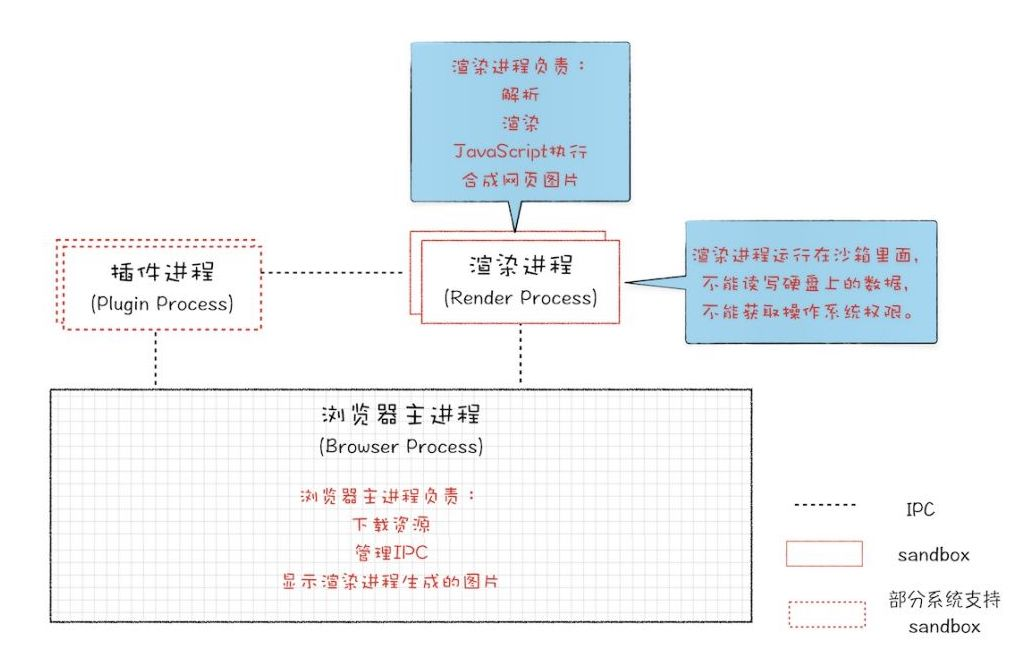 渲染进程负责：
解析
渲染
JavaScript执行
合成网页图片
插件进程
(Plugin Process)
渲染进程
(Render Process)
渲染进程运行在沙箱里面，
不能读写硬盘上的数据，
不能获取操作系统权限。
浏览器主进程
(Browser Process)
浏览器主进程负责：
下载资源
管理IPC
显示渲染进程生成的图片
IPC
sandbox
部分系统支持
sandbox